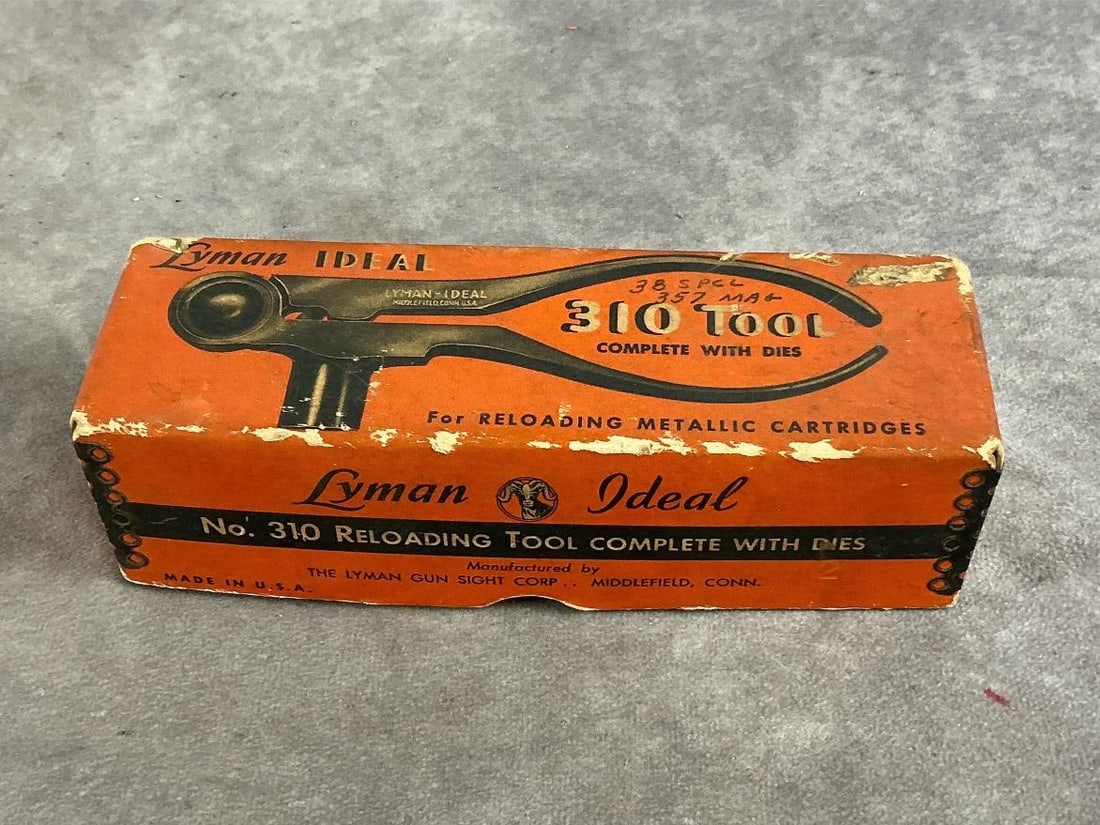 Lyman IDEAL
LYMAN-IDEAL
MIDDLEFIELD, CONN. U.S.A.
38 SPCL
357 MAG
310 TOOL
COMPLETE WITH DIES
For RELOADING METALLIC CARTRIDGES
Lyman Ideal
No. 310 RELOADING TOOL COMPLETE WITH DIES
Manufactured by
THE LYMAN GUN SIGHT CORP.. MIDDLEFIELD, CONN.
MADE IN U.S.A.